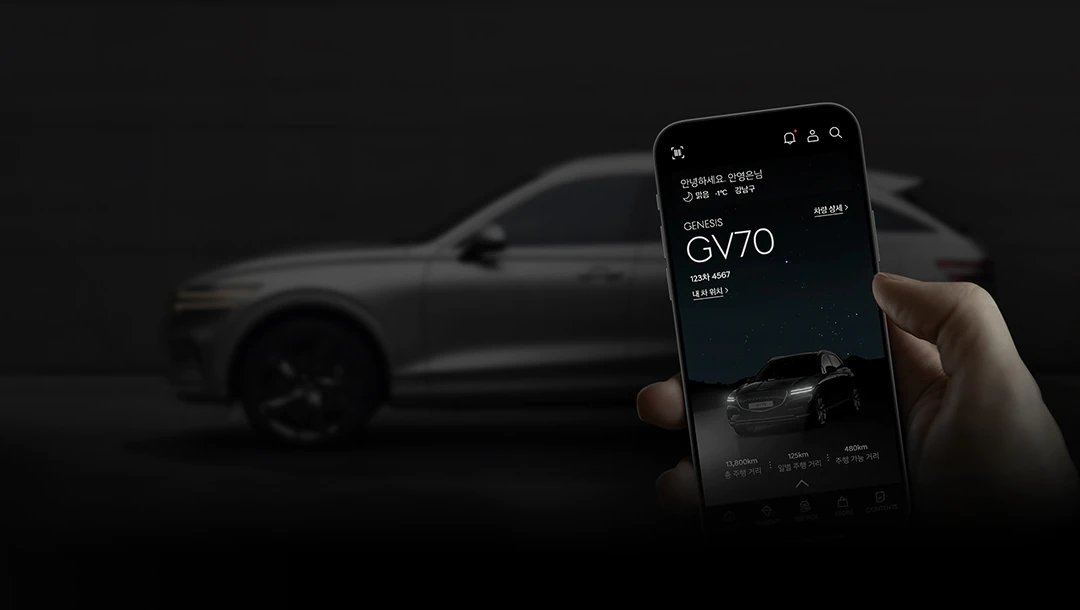 안녕하세요. 안영은님
맑음 -1°C 강남구
차량 상세
GENESIS
GV70
123차 4567
내 차 위치
13,800km 125km 480km
총 주행 거리 일별 주행 거리 주행 가능 거리